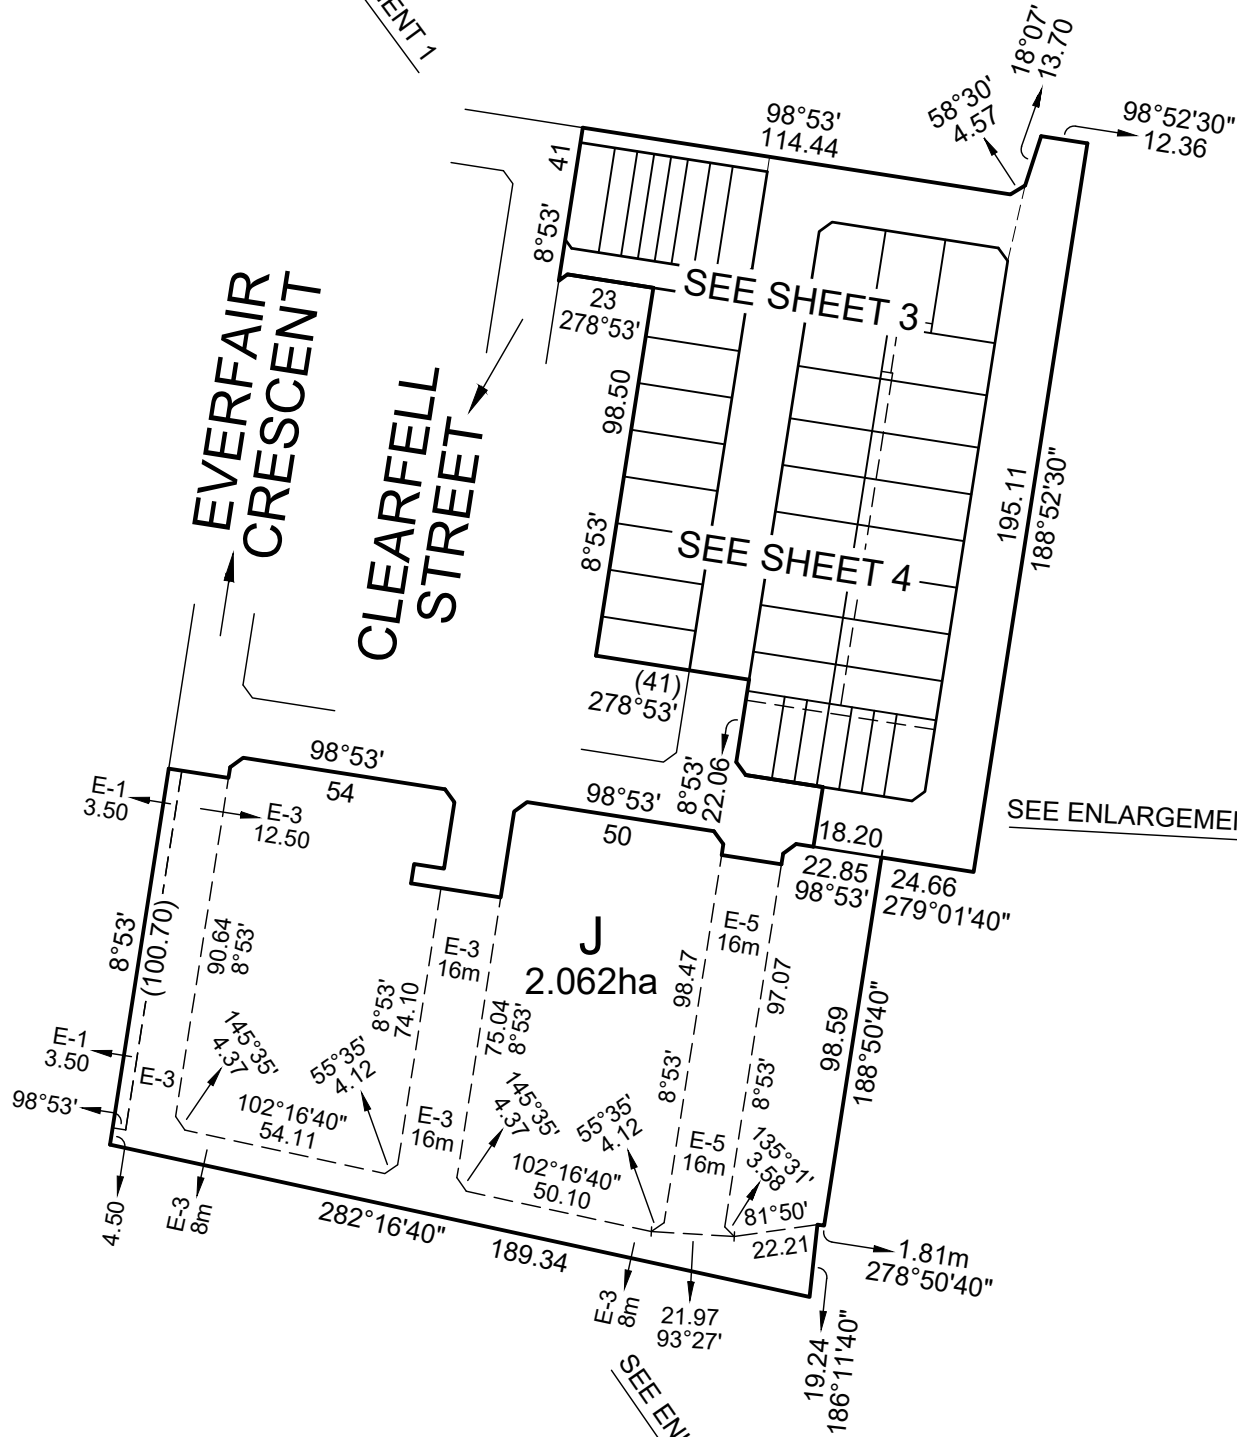 ENT 1
18°07'
13.70
58°30'
4.57
98°52'30"
12.36
98°53'
114.44
41
8°53'
23
278°53'
SEE SHEET 3
EVERFAIR
CRESCENT
CLEARFELL
STREET
98.50
8°53'
195.11
188°52'30"
SEE SHEET 4
(41)
278°53'
8°53'
22.06
98°53'
54
98°53'
50
E-1
3.50
E-3
12.50
SEE ENLARGEME
18.20
22.85
98°53'
24.66
279°01'40"
8°53'
(100.70)
90.64
8°53'
E-3
16m
J
2.062ha
E-5
16m
98.47
8°53'
97.07
8°53'
8°53'
74.10
75.04
8°53'
98.59
188°50'40"
E-1
3.50
E-3
98°53'
145°35'
4.37
55°35'
4.12
102°16'40"
54.11
E-3
16m
145°35'
4.37
55°35'
4.12
102°16'40"
50.10
E-5
16m
135°31'
3.58
81°50'
22.21
4.50
E-3
8m
282°16'40"
189.34
E-3
8m
21.97
93°27'
1.81m
278°50'40"
19.24
186°11'40"
SEE EN